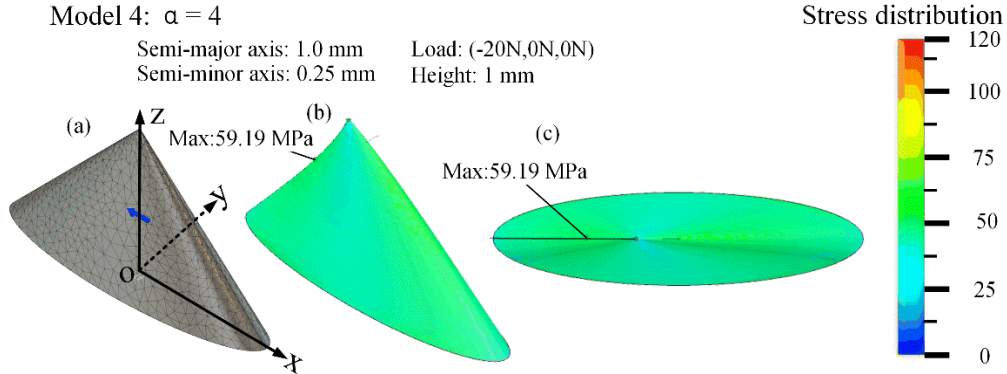 Model 4: α = 4
Stress distribution
Semi-major axis: 1.0 mm
Load: (-20N,0N,0N)
Semi-minor axis: 0.25 mm
Height: 1 mm
(a)
Z
y
O
X
(b)
Max:59.19 MPa
(c)
Max:59.19 MPa
120
100
75
50
25
0